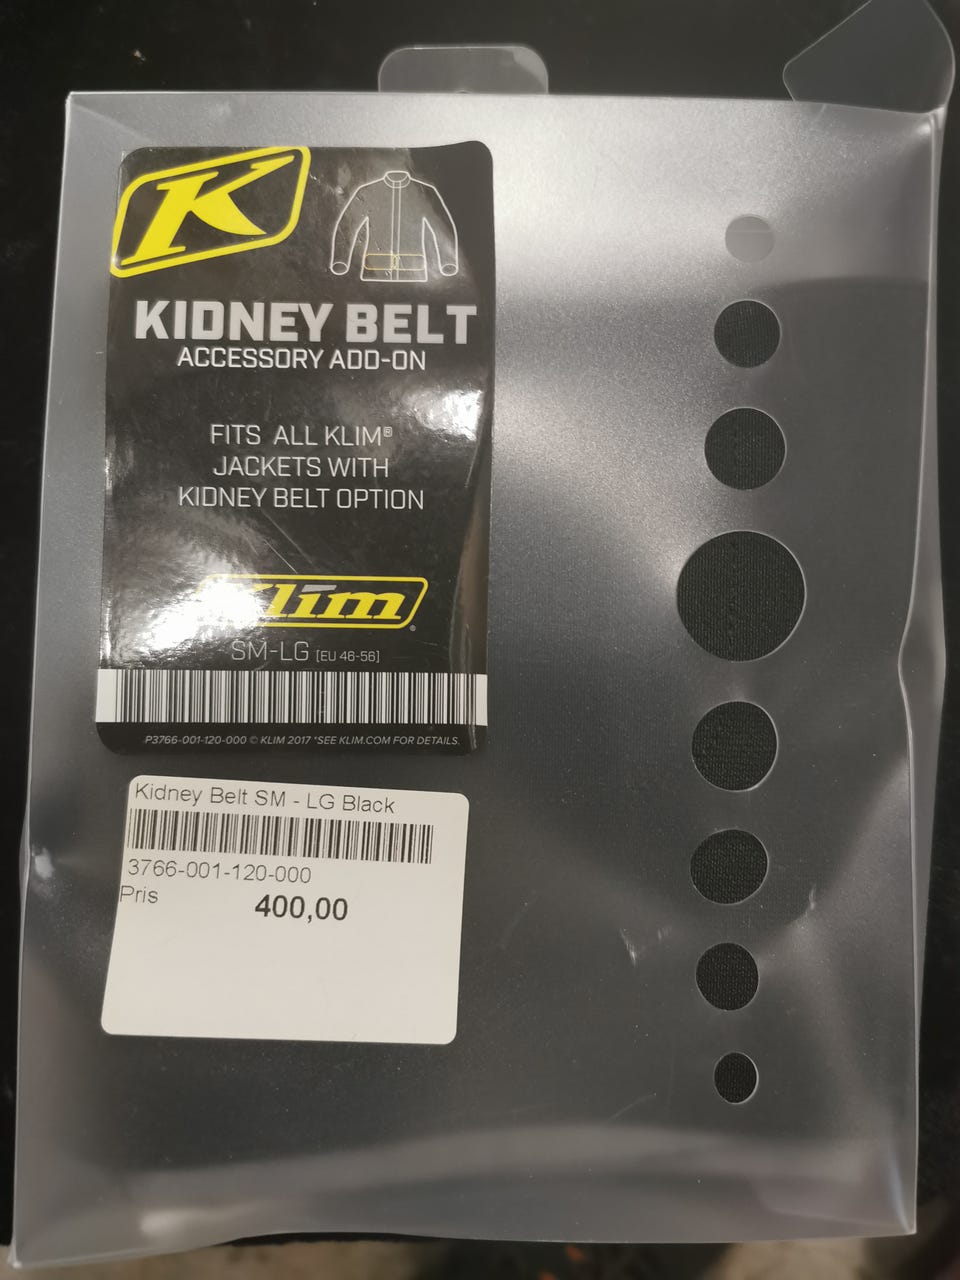 K
KIDNEY BELT
ACCESSORY ADD-ON
FITS ALL KLIM®
JACKETS WITH
KIDNEY BELT OPTION
Klim®
SM-LG [EU 46-56]
P3766-001-120-000 © KLIM 2017 *SEE KLIM.COM FOR DETAILS.
Kidney Belt SM - LG Black
3766-001-120-000
Pris 400,00